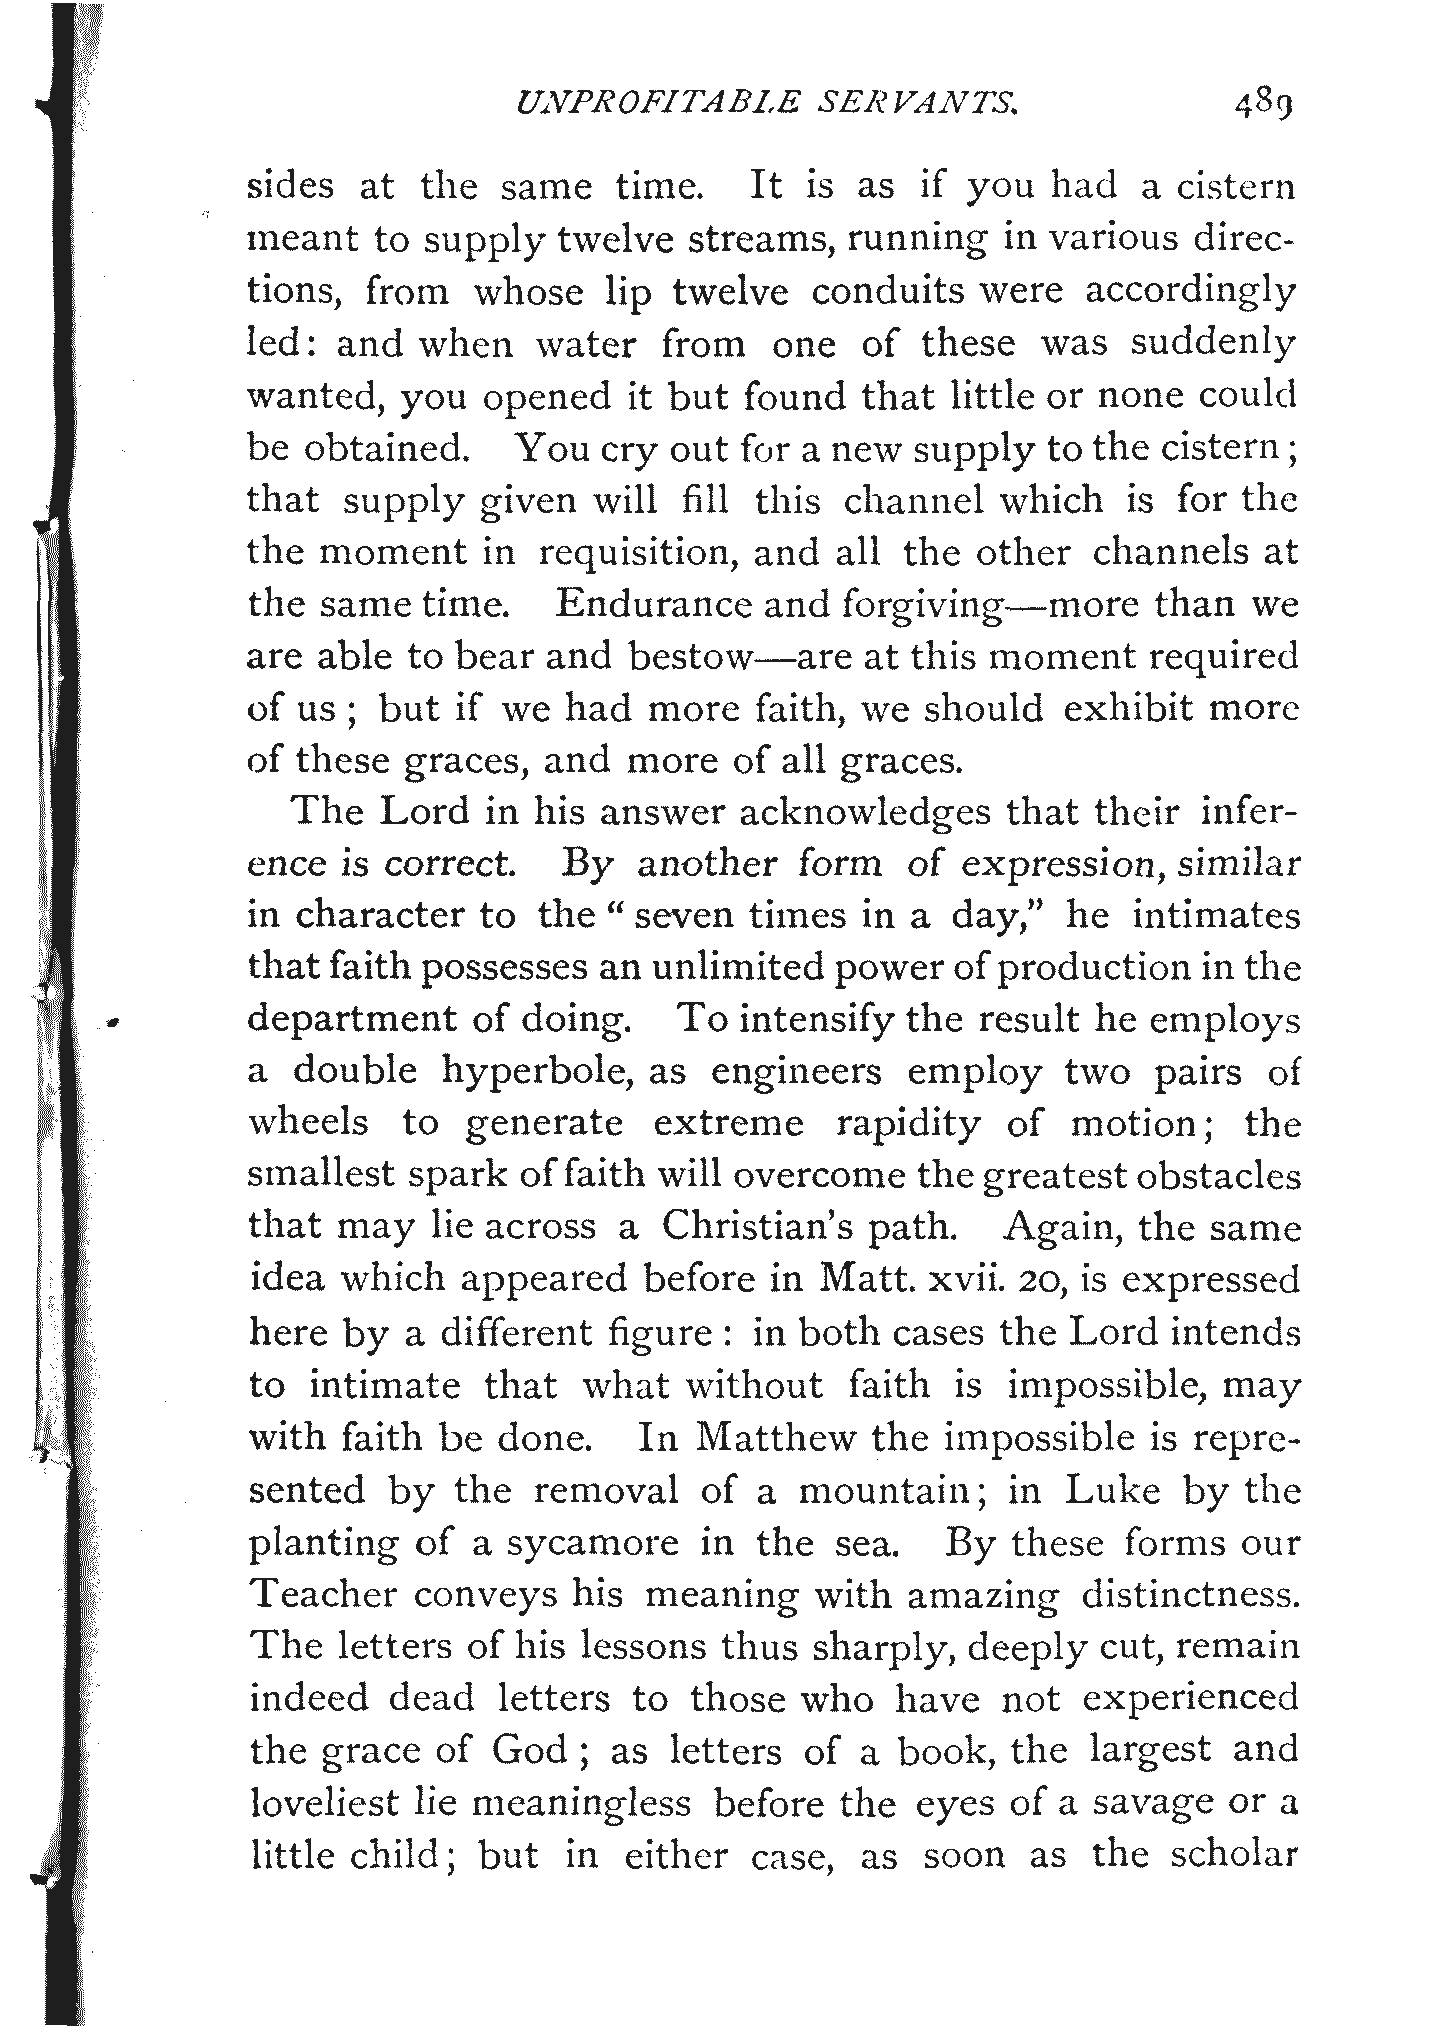 UNPROFITABLE SERVANTS. 489
sides at the same time. It is as if you had a cistern
meant to supply twelve streams, running in various direc-
tions, from whose lip twelve conduits were accordingly
led: and when water from one of these was suddenly
wanted, you opened it but found that little or none could
be obtained. You cry out for a new supply to the cistern;
that supply given will fill this channel which is for the
the moment in requisition, and all the other channels at
the same time. Endurance and forgiving—more than we
are able to bear and bestow—are at this moment required
of us; but if we had more faith, we should exhibit more
of these graces, and more of all graces.
The Lord in his answer acknowledges that their infer-
ence is correct. By another form of expression, similar
in character to the “seven times in a day,” he intimates
that faith possesses an unlimited power of production in the
department of doing. To intensify the result he employs
a double hyperbole, as engineers employ two pairs of
wheels to generate extreme rapidity of motion; the
smallest spark of faith will overcome the greatest obstacles
that may lie across a Christian’s path. Again, the same
idea which appeared before in Matt. xvii. 20, is expressed
here by a different figure: in both cases the Lord intends
to intimate that what without faith is impossible, may
with faith be done. In Matthew the impossible is repre-
sented by the removal of a mountain; in Luke by the
planting of a sycamore in the sea. By these forms our
Teacher conveys his meaning with amazing distinctness.
The letters of his lessons thus sharply, deeply cut, remain
indeed dead letters to those who have not experienced
the grace of God; as letters of a book, the largest and
loveliest lie meaningless before the eyes of a savage or a
little child; but in either case, as soon as the scholar